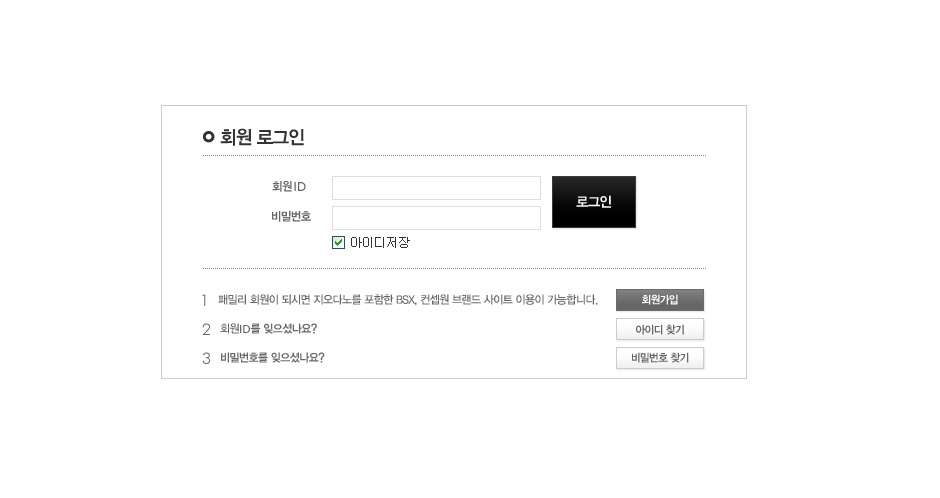 회원 로그인
회원ID
비밀번호
로그인
아이디저장
1 패밀리 회원이 되시면 지오다노를 포함한 BSX, 컨셉원 브랜드 사이트 이용이 가능합니다.
회원가입
2 회원ID를 잊으셨나요?
아이디 찾기
3 비밀번호를 잊으셨나요?
비밀번호 찾기